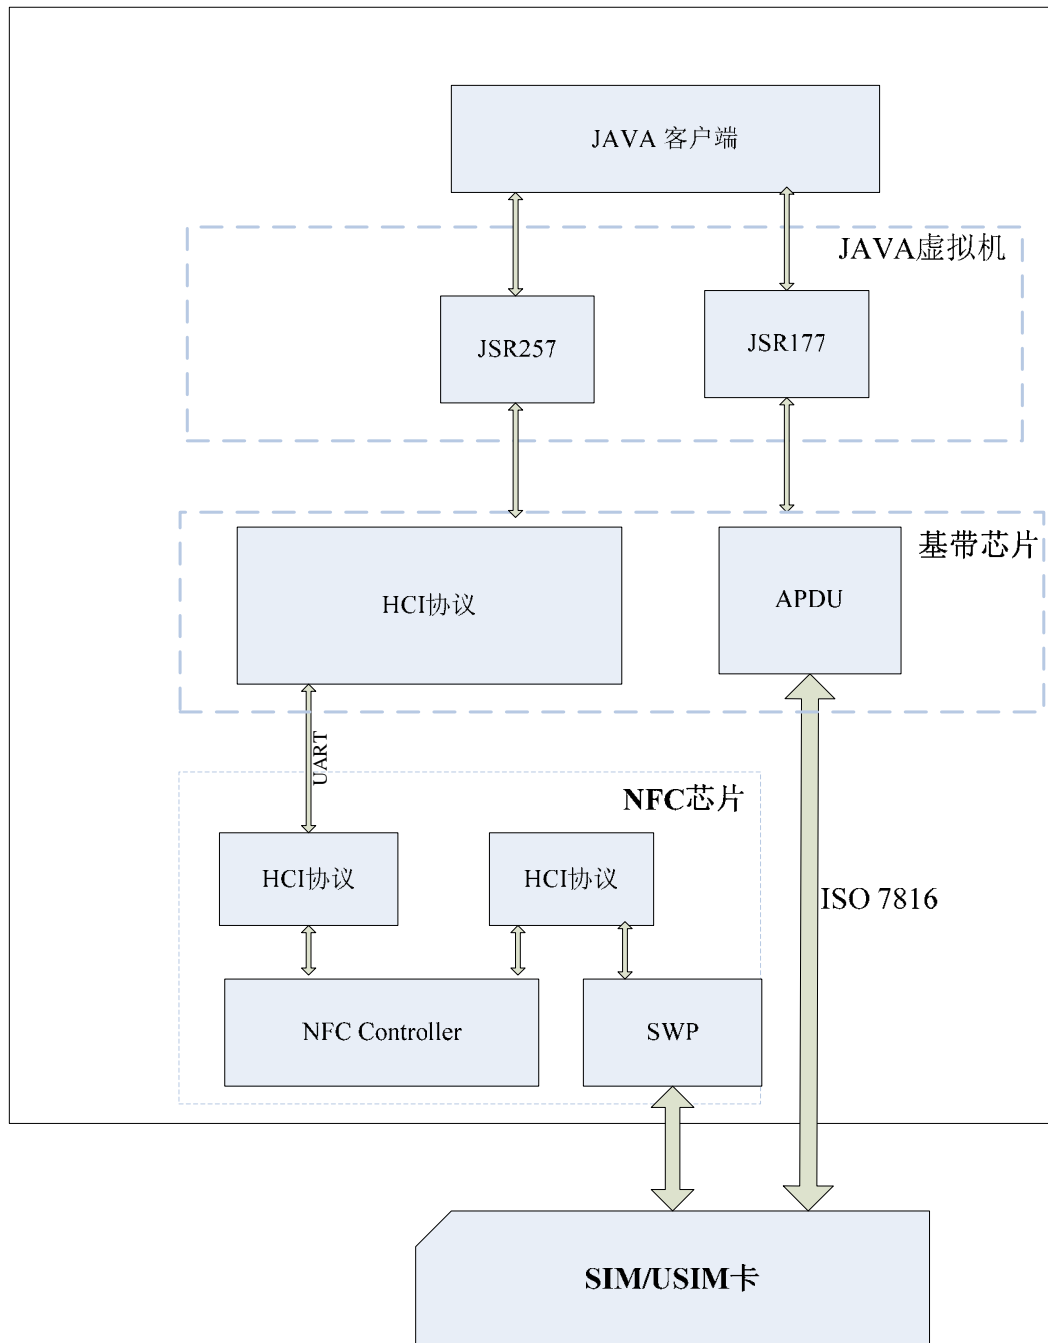 JAVA 客户端
JAVA虚拟机
JSR257
JSR177
基带芯片
HCI协议
APDU
UART
NFC芯片
HCI协议
HCI协议
ISO 7816
NFC Controller
SWP
SIM/USIM卡